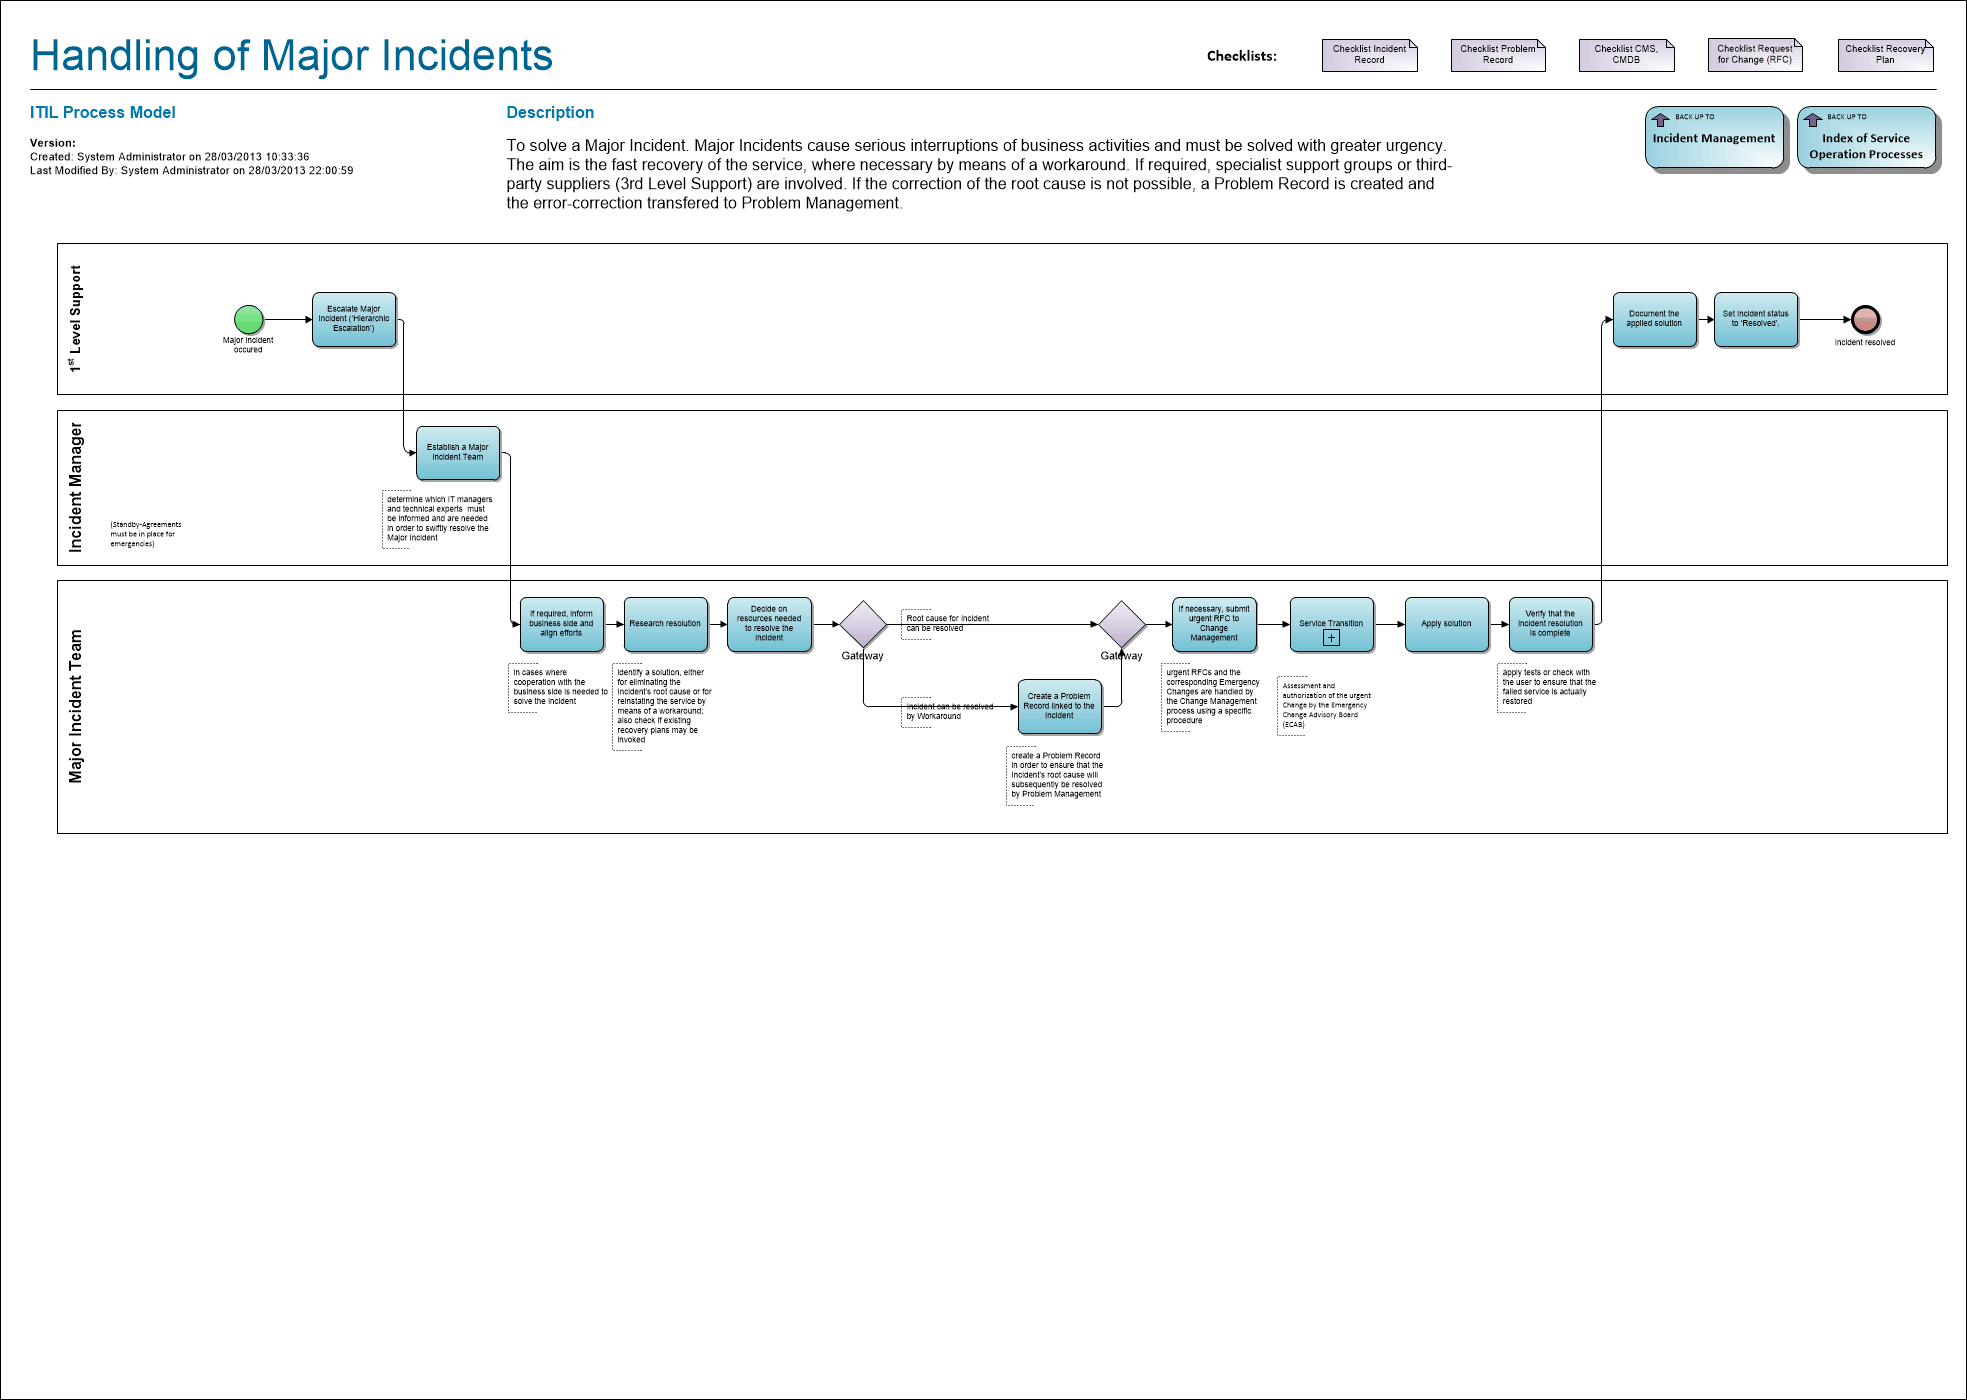 Handling of Major Incidents
Checklists:
Checklist Incident
Record
Checklist Problem
Record
Checklist CMS,
CMDB
Checklist Request
for Change (RFC)
Checklist Recovery
Plan
ITIL Process Model
Version:
Created: System Administrator on 28/03/2013 10:33:36
Last Modified By: System Administrator on 28/03/2013 22:00:59
Description
To solve a Major Incident. Major Incidents cause serious interruptions of business activities and must be solved with greater urgency.
The aim is the fast recovery of the service, where necessary by means of a workaround. If required, specialist support groups or third-
party suppliers (3rd Level Support) are involved. If the correction of the root cause is not possible, a Problem Record is created and
the error-correction transfered to Problem Management.
BACK UP TO
Incident Management
BACK UP TO
Index of Service
Operation Processes
1st Level Support
Major Incident
occured
Escalate Major
Incident ('Hierarchic
Escalation')
Document the
applied solution
Set incident status
to 'Resolved'.
Incident resolved
Incident Manager
(Standby-Agreements
must be in place for
emergencies)
Establish a Major
Incident Team
determine which IT managers
and technical experts must
be informed and are needed
in order to swiftly resolve the
Major Incident
Major Incident Team
If required, inform
business side and
align efforts
In cases where
cooperation with the
business side is needed to
solve the incident
Research resolution
Identify a solution, either
for eliminating the
incident's root cause or for
reinstating the service by
means of a workaround;
also check if existing
recovery plans may be
invoked
Decide on
resources needed
to resolve the
incident
Gateway
Root cause for incident
can be resolved
Incident can be resolved
by Workaround
Create a Problem
Record linked to the
incident
create a Problem Record
in order to ensure that the
incident's root cause will
subsequently be resolved
by Problem Management
Gateway
If necessary, submit
urgent RFC to
Change
Management
urgent RFCs and the
corresponding Emergency
Changes are handled by
the Change Management
process using a specific
procedure
Service Transition
Assessment and
authorization of the urgent
Change by the Emergency
Change Advisory Board
(ECAB)
Apply solution
Verify that the
incident resolution
is complete
apply tests or check with
the user to ensure that the
failed service is actually
restored